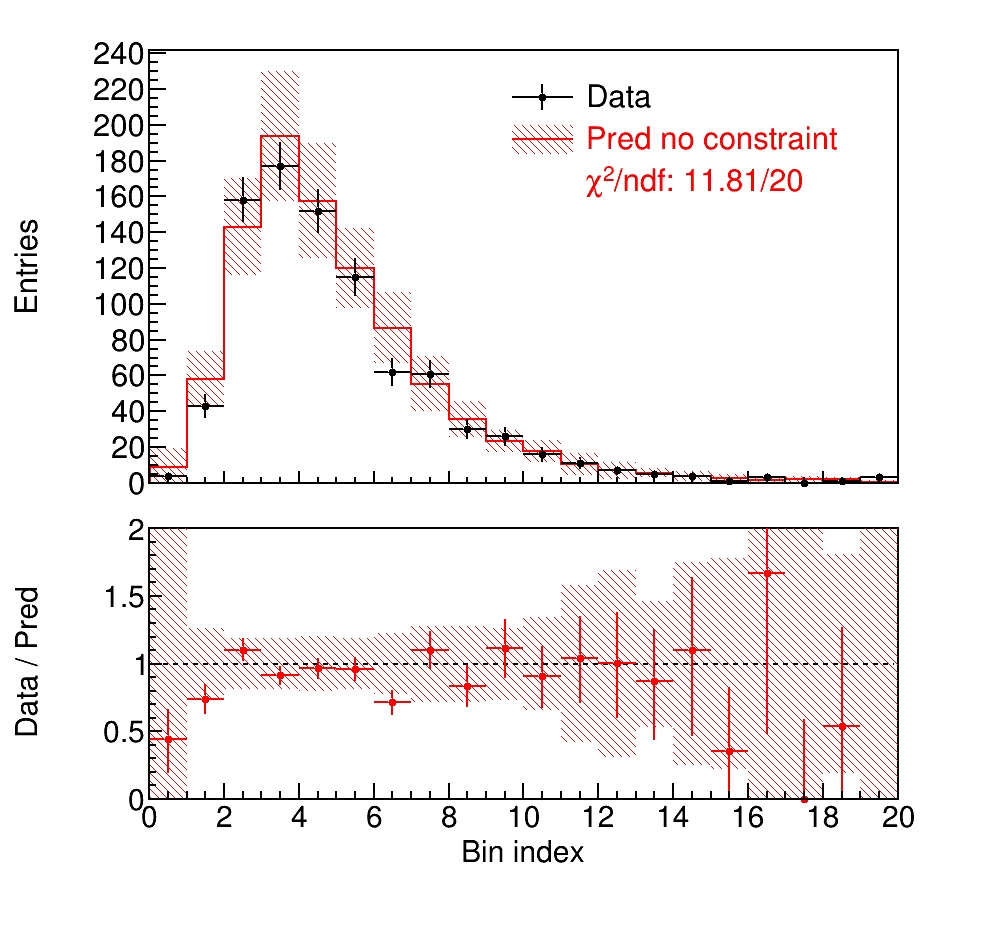 240
220
200
180
160
140
120
100
80
60
40
20
0
Entries
Data
Pred no constraint
χ²/ndf: 11.81/20
2
1.5
1
0.5
0
Data / Pred
0 2 4 6 8 10 12 14 16 18 20
Bin index